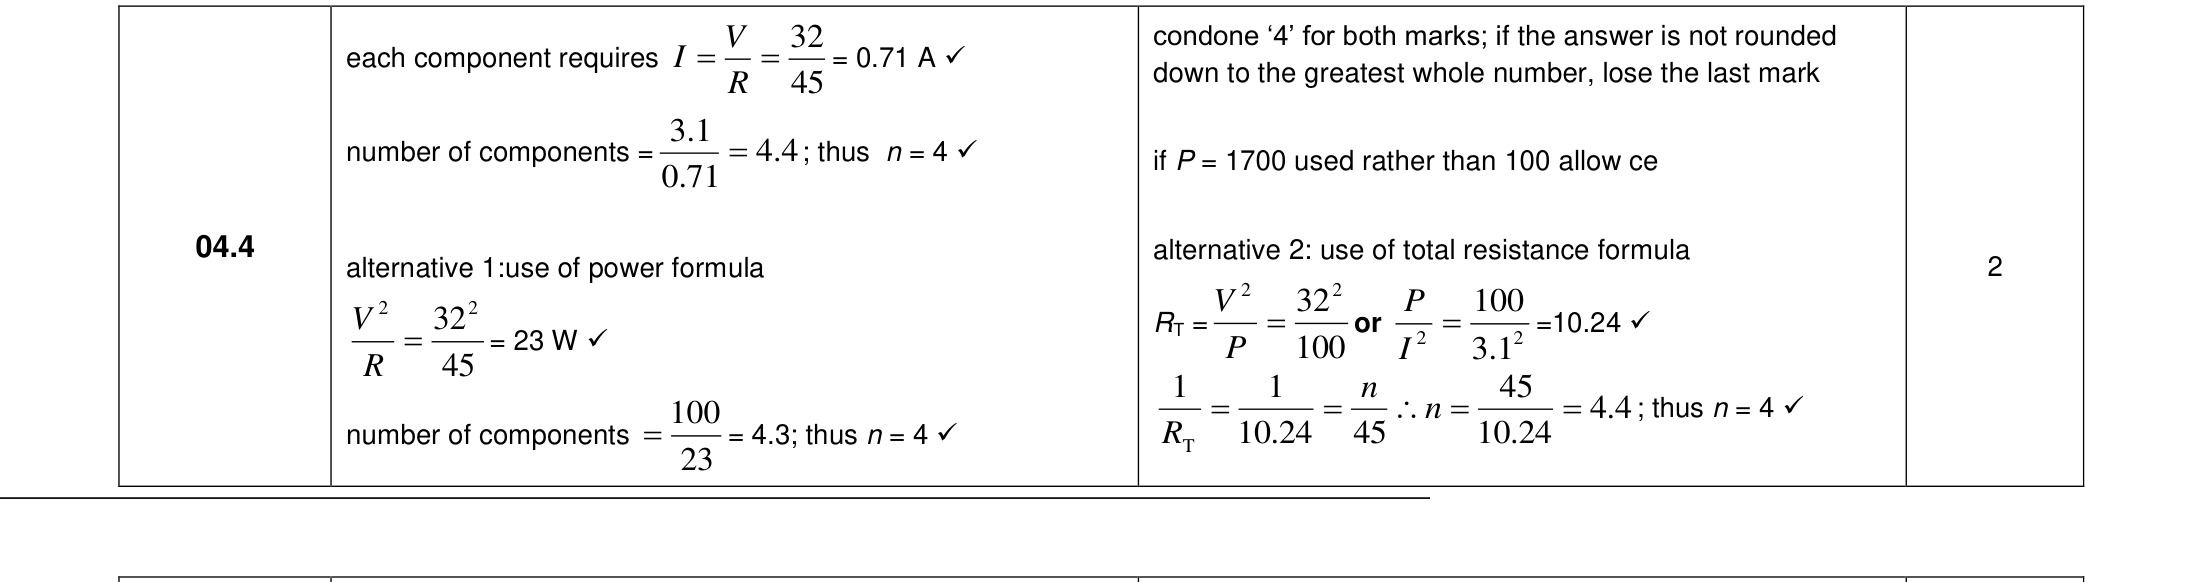 04.4
each component requires I = V/R = 32/45 = 0.71 A ✓
number of components = 3.1/0.71 = 4.4 ; thus n = 4 ✓
alternative 1:use of power formula
V²/R = 32²/45 = 23 W ✓
number of components = 100/23 = 4.3; thus n = 4 ✓
condone ‘4’ for both marks; if the answer is not rounded
down to the greatest whole number, lose the last mark
if P = 1700 used rather than 100 allow ce
alternative 2: use of total resistance formula
R_T = V²/P = 32²/100 or P/I² = 100/3.1² =10.24 ✓
1/R_T = 1/10.24 = n/45 ∴ n = 45/10.24 = 4.4 ; thus n = 4 ✓
2